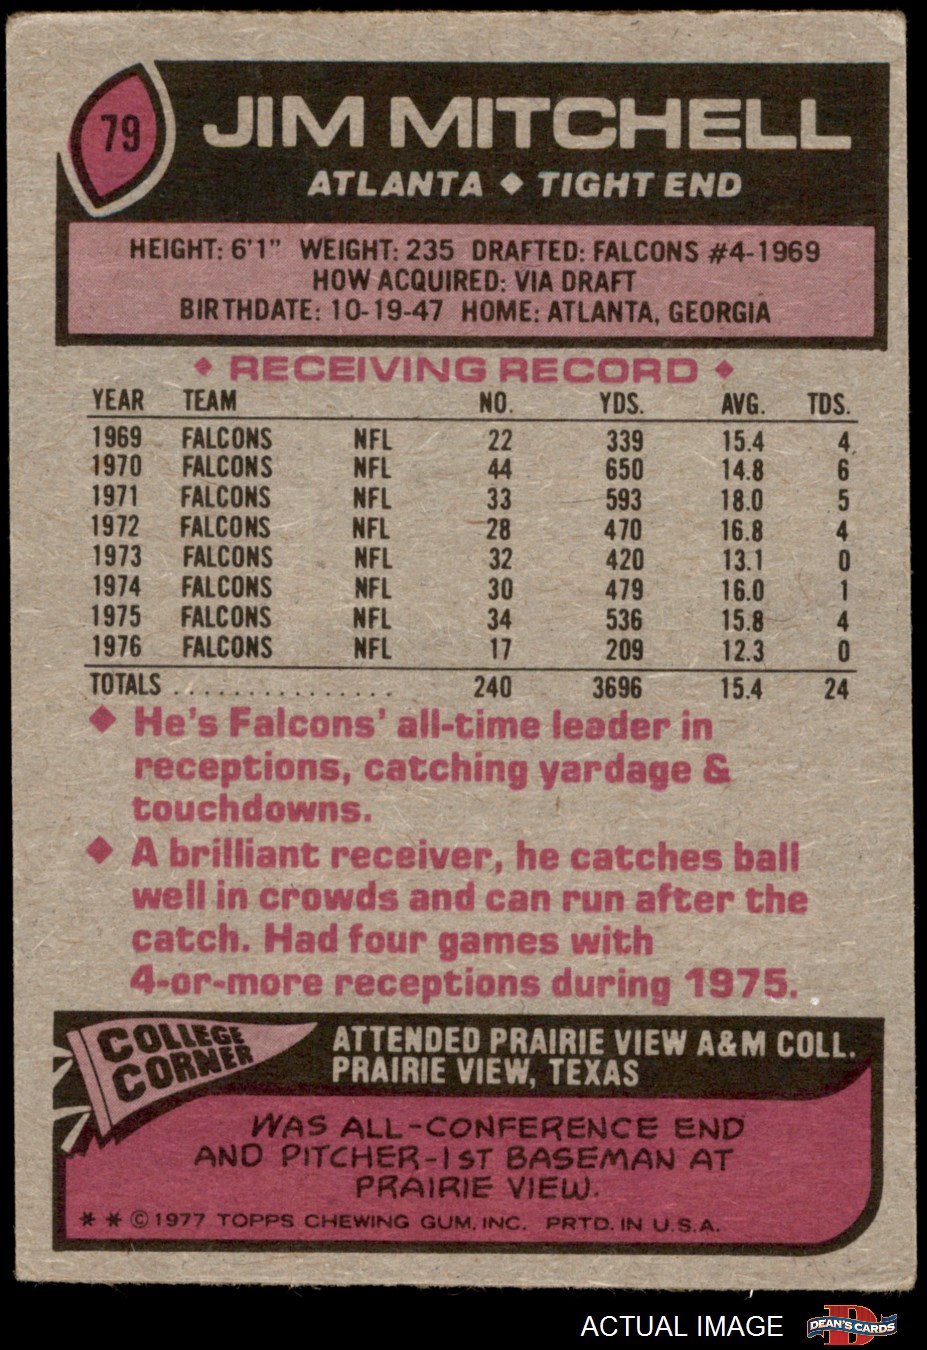 79
JIM MITCHELL
ATLANTA ◆ TIGHT END
HEIGHT: 6'1" WEIGHT: 235 DRAFTED: FALCONS #4-1969
HOW ACQUIRED: VIA DRAFT
BIRTHDATE: 10-19-47 HOME: ATLANTA, GEORGIA
◆ RECEIVING RECORD ◆
YEAR TEAM NO. YDS. AVG. TDS.
1969 FALCONS NFL 22 339 15.4 4
1970 FALCONS NFL 44 650 14.8 6
1971 FALCONS NFL 33 593 18.0 5
1972 FALCONS NFL 28 470 16.8 4
1973 FALCONS NFL 32 420 13.1 0
1974 FALCONS NFL 30 479 16.0 1
1975 FALCONS NFL 34 536 15.8 4
1976 FALCONS NFL 17 209 12.3 0
TOTALS . . . . . . . . . . . . . . . 240 3696 15.4 24
◆ He's Falcons' all-time leader in
receptions, catching yardage &
touchdowns.
◆ A brilliant receiver, he catches ball
well in crowds and can run after the
catch. Had four games with
4-or-more receptions during 1975.
COLLEGE
CORNER
ATTENDED PRAIRIE VIEW A&M COLL.
PRAIRIE VIEW, TEXAS
WAS ALL-CONFERENCE END
AND PITCHER-1ST BASEMAN AT
PRAIRIE VIEW.
* * © 1977 TOPPS CHEWING GUM, INC. PRTD. IN U.S.A.
ACTUAL IMAGE
D
DEAN'S CARDS